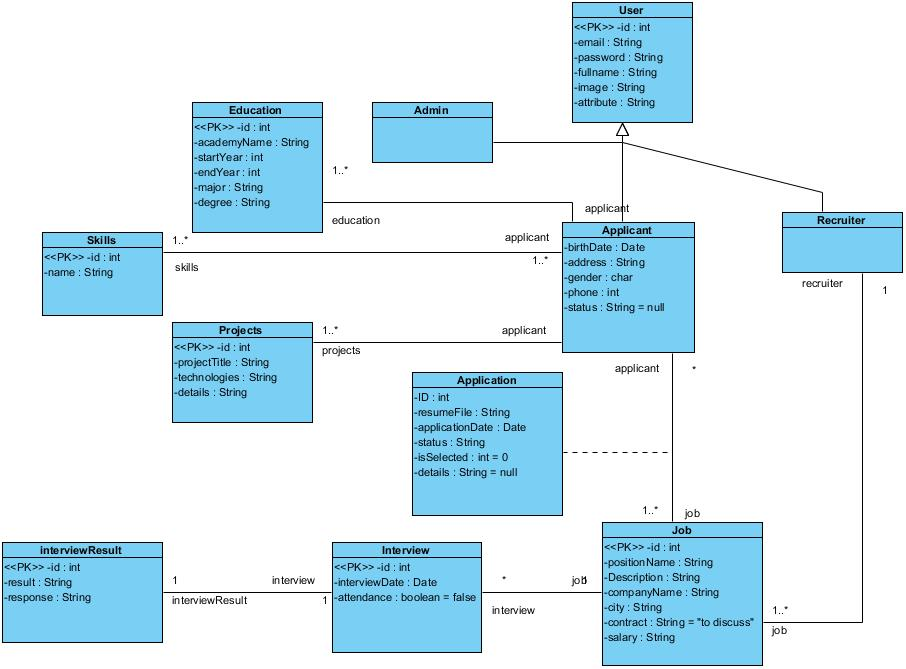 User
<<PK>> -id : int
-email : String
-password : String
-fullname : String
-image : String
-attribute : String
Education
<<PK>> -id : int
-academyName : String
-startYear : int
-endYear : int
-major : String
-degree : String
Admin
1..*
education
applicant
Recruiter
recruiter
1
Skills
<<PK>> -id : int
-name : String
1..*
skills
applicant
1..*
Applicant
-birthDate : Date
-address : String
-gender : char
-phone : int
-status : String = null
Projects
<<PK>> -id : int
-projectTitle : String
-technologies : String
-details : String
1..*
projects
applicant
applicant
*
Application
-ID : int
-resumeFile : String
-applicationDate : Date
-status : String
-isSelected : int = 0
-details : String = null
1..*
job
interviewResult
<<PK>> -id : int
-result : String
-response : String
1
interviewResult
interview
1
Interview
<<PK>> -id : int
-interviewDate : Date
-attendance : boolean = false
*
interview
job
1
Job
<<PK>> -id : int
-positionName : String
-Description : String
-companyName : String
-city : String
-contract : String = "to discuss"
-salary : String
1..*
job